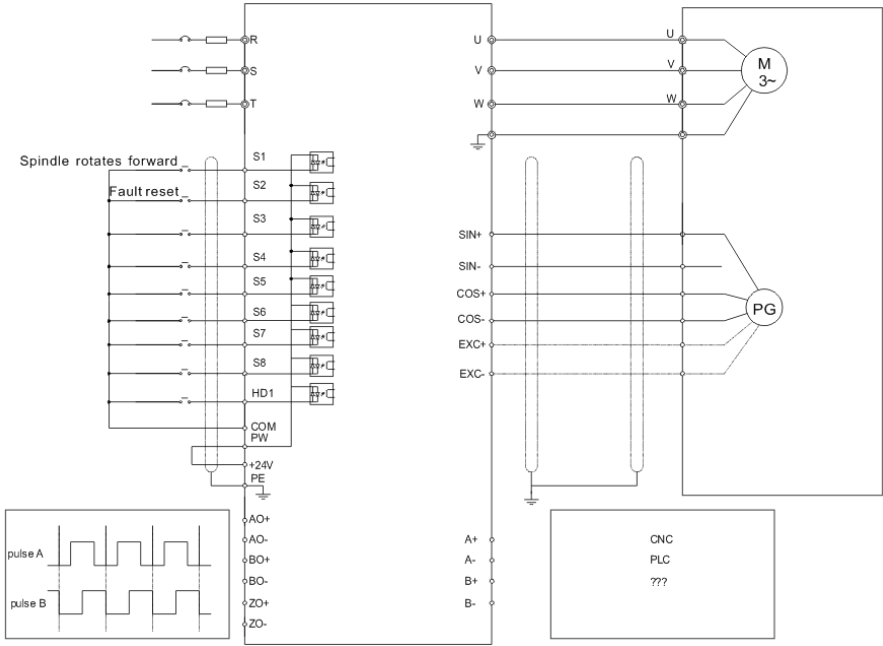 R
S
T
U
V
W
U
V
W
M
3~
Spindle rotates forward
Fault reset
S1
S2
S3
S4
S5
S6
S7
S8
HD1
COM
PW
+24V
PE
SIN+
SIN-
COS+
COS-
EXC+
EXC-
PG
pulse A
pulse B
AO+
AO-
BO+
BO-
ZO+
ZO-
A+
A-
B+
B-
CNC
PLC
???